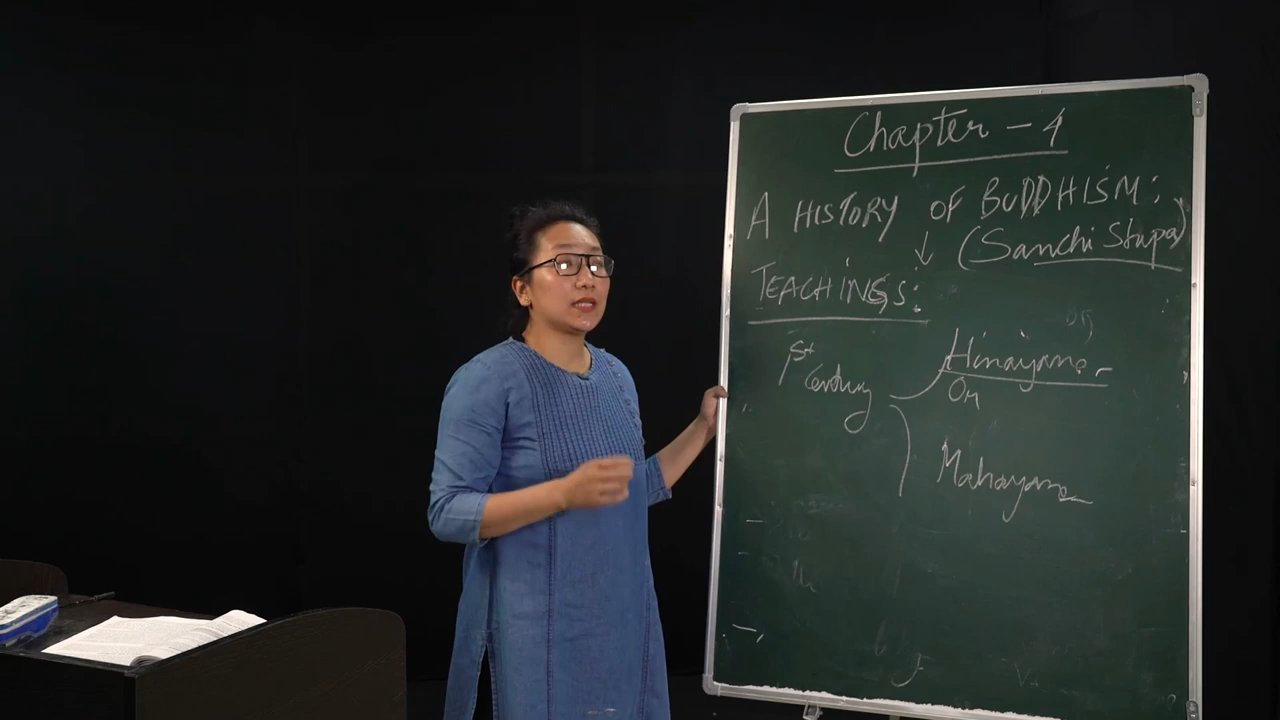 Chapter - 4
A HISTORY OF BUDDHISM:
(Sanchi Stupa)
TEACHINGS:
1st Century
Hinayana -
Or
Mahayana